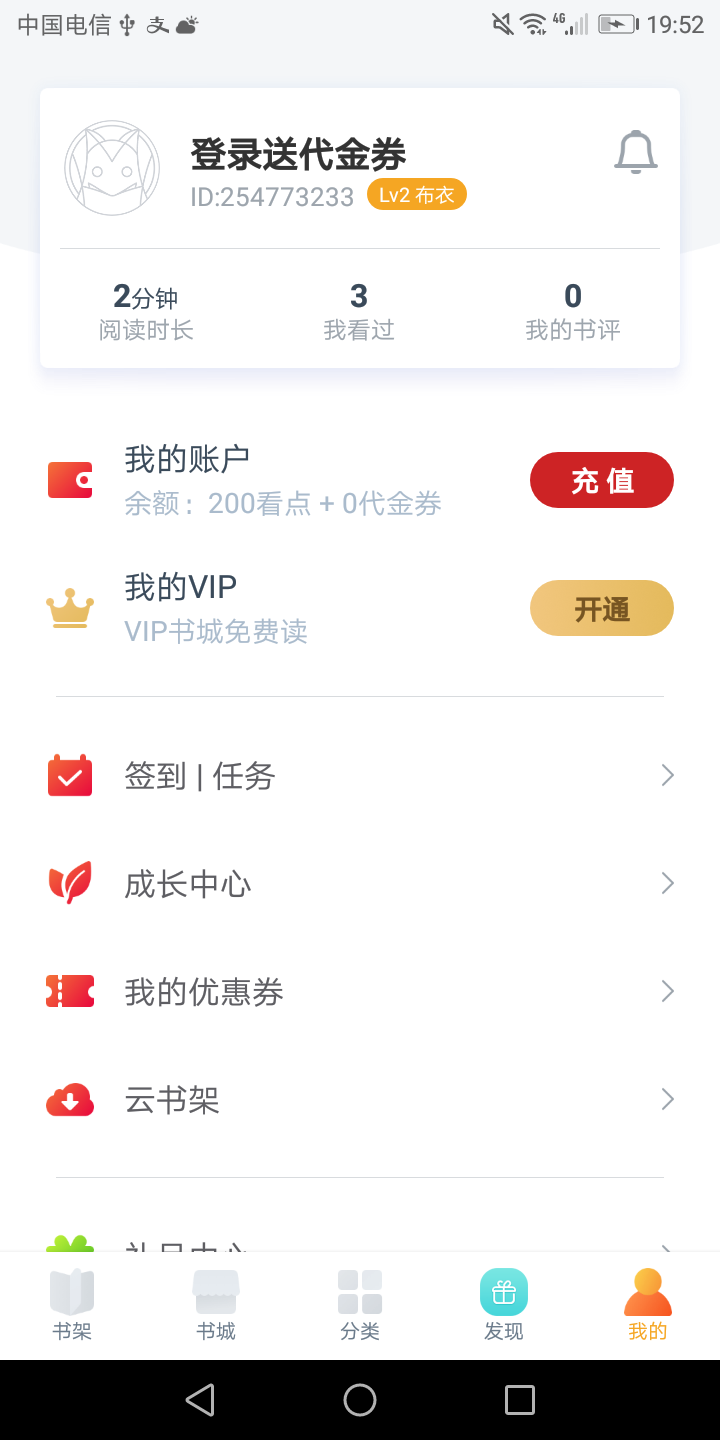 中国电信 4G 19:52
登录送代金券
ID:254773233 Lv2 布衣
2分钟 3 0
阅读时长 我看过 我的书评
我的账户
余额：200看点 + 0代金券
充 值
我的VIP
VIP书城免费读
开通
签到 | 任务
成长中心
我的优惠券
云书架
书架 书城 分类 发现 我的